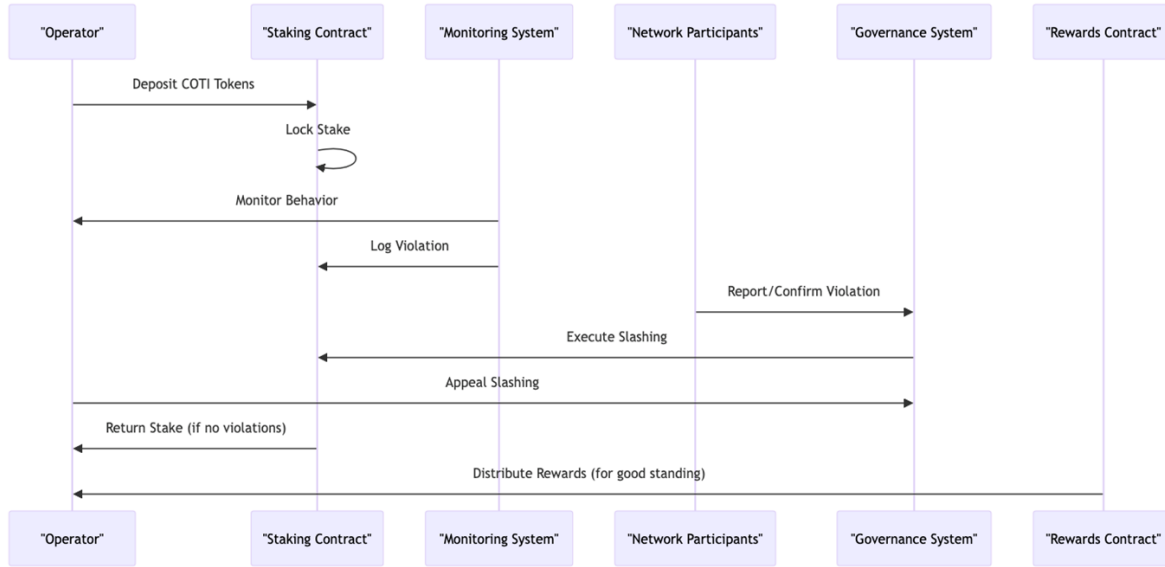 "Operator"
"Staking Contract"
"Monitoring System"
"Network Participants"
"Governance System"
"Rewards Contract"
Deposit COTI Tokens
Lock Stake
Monitor Behavior
Log Violation
Report/Confirm Violation
Execute Slashing
Appeal Slashing
Return Stake (if no violations)
Distribute Rewards (for good standing)
"Operator"
"Staking Contract"
"Monitoring System"
"Network Participants"
"Governance System"
"Rewards Contract"